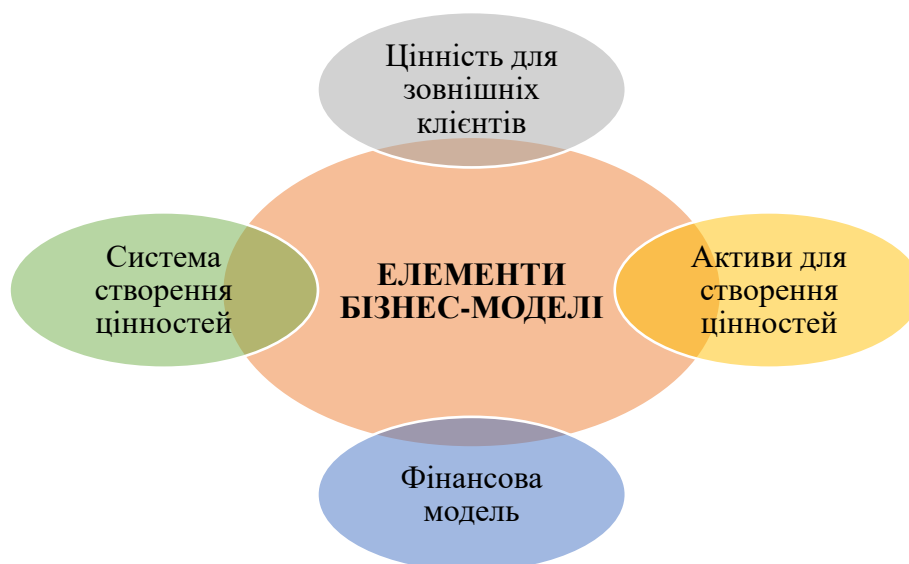 Цінність для
зовнішніх
клієнтів
Система
створення
цінностей
ЕЛЕМЕНТИ
БІЗНЕС-МОДЕЛІ
Активи для
створення
цінностей
Фінансова
модель